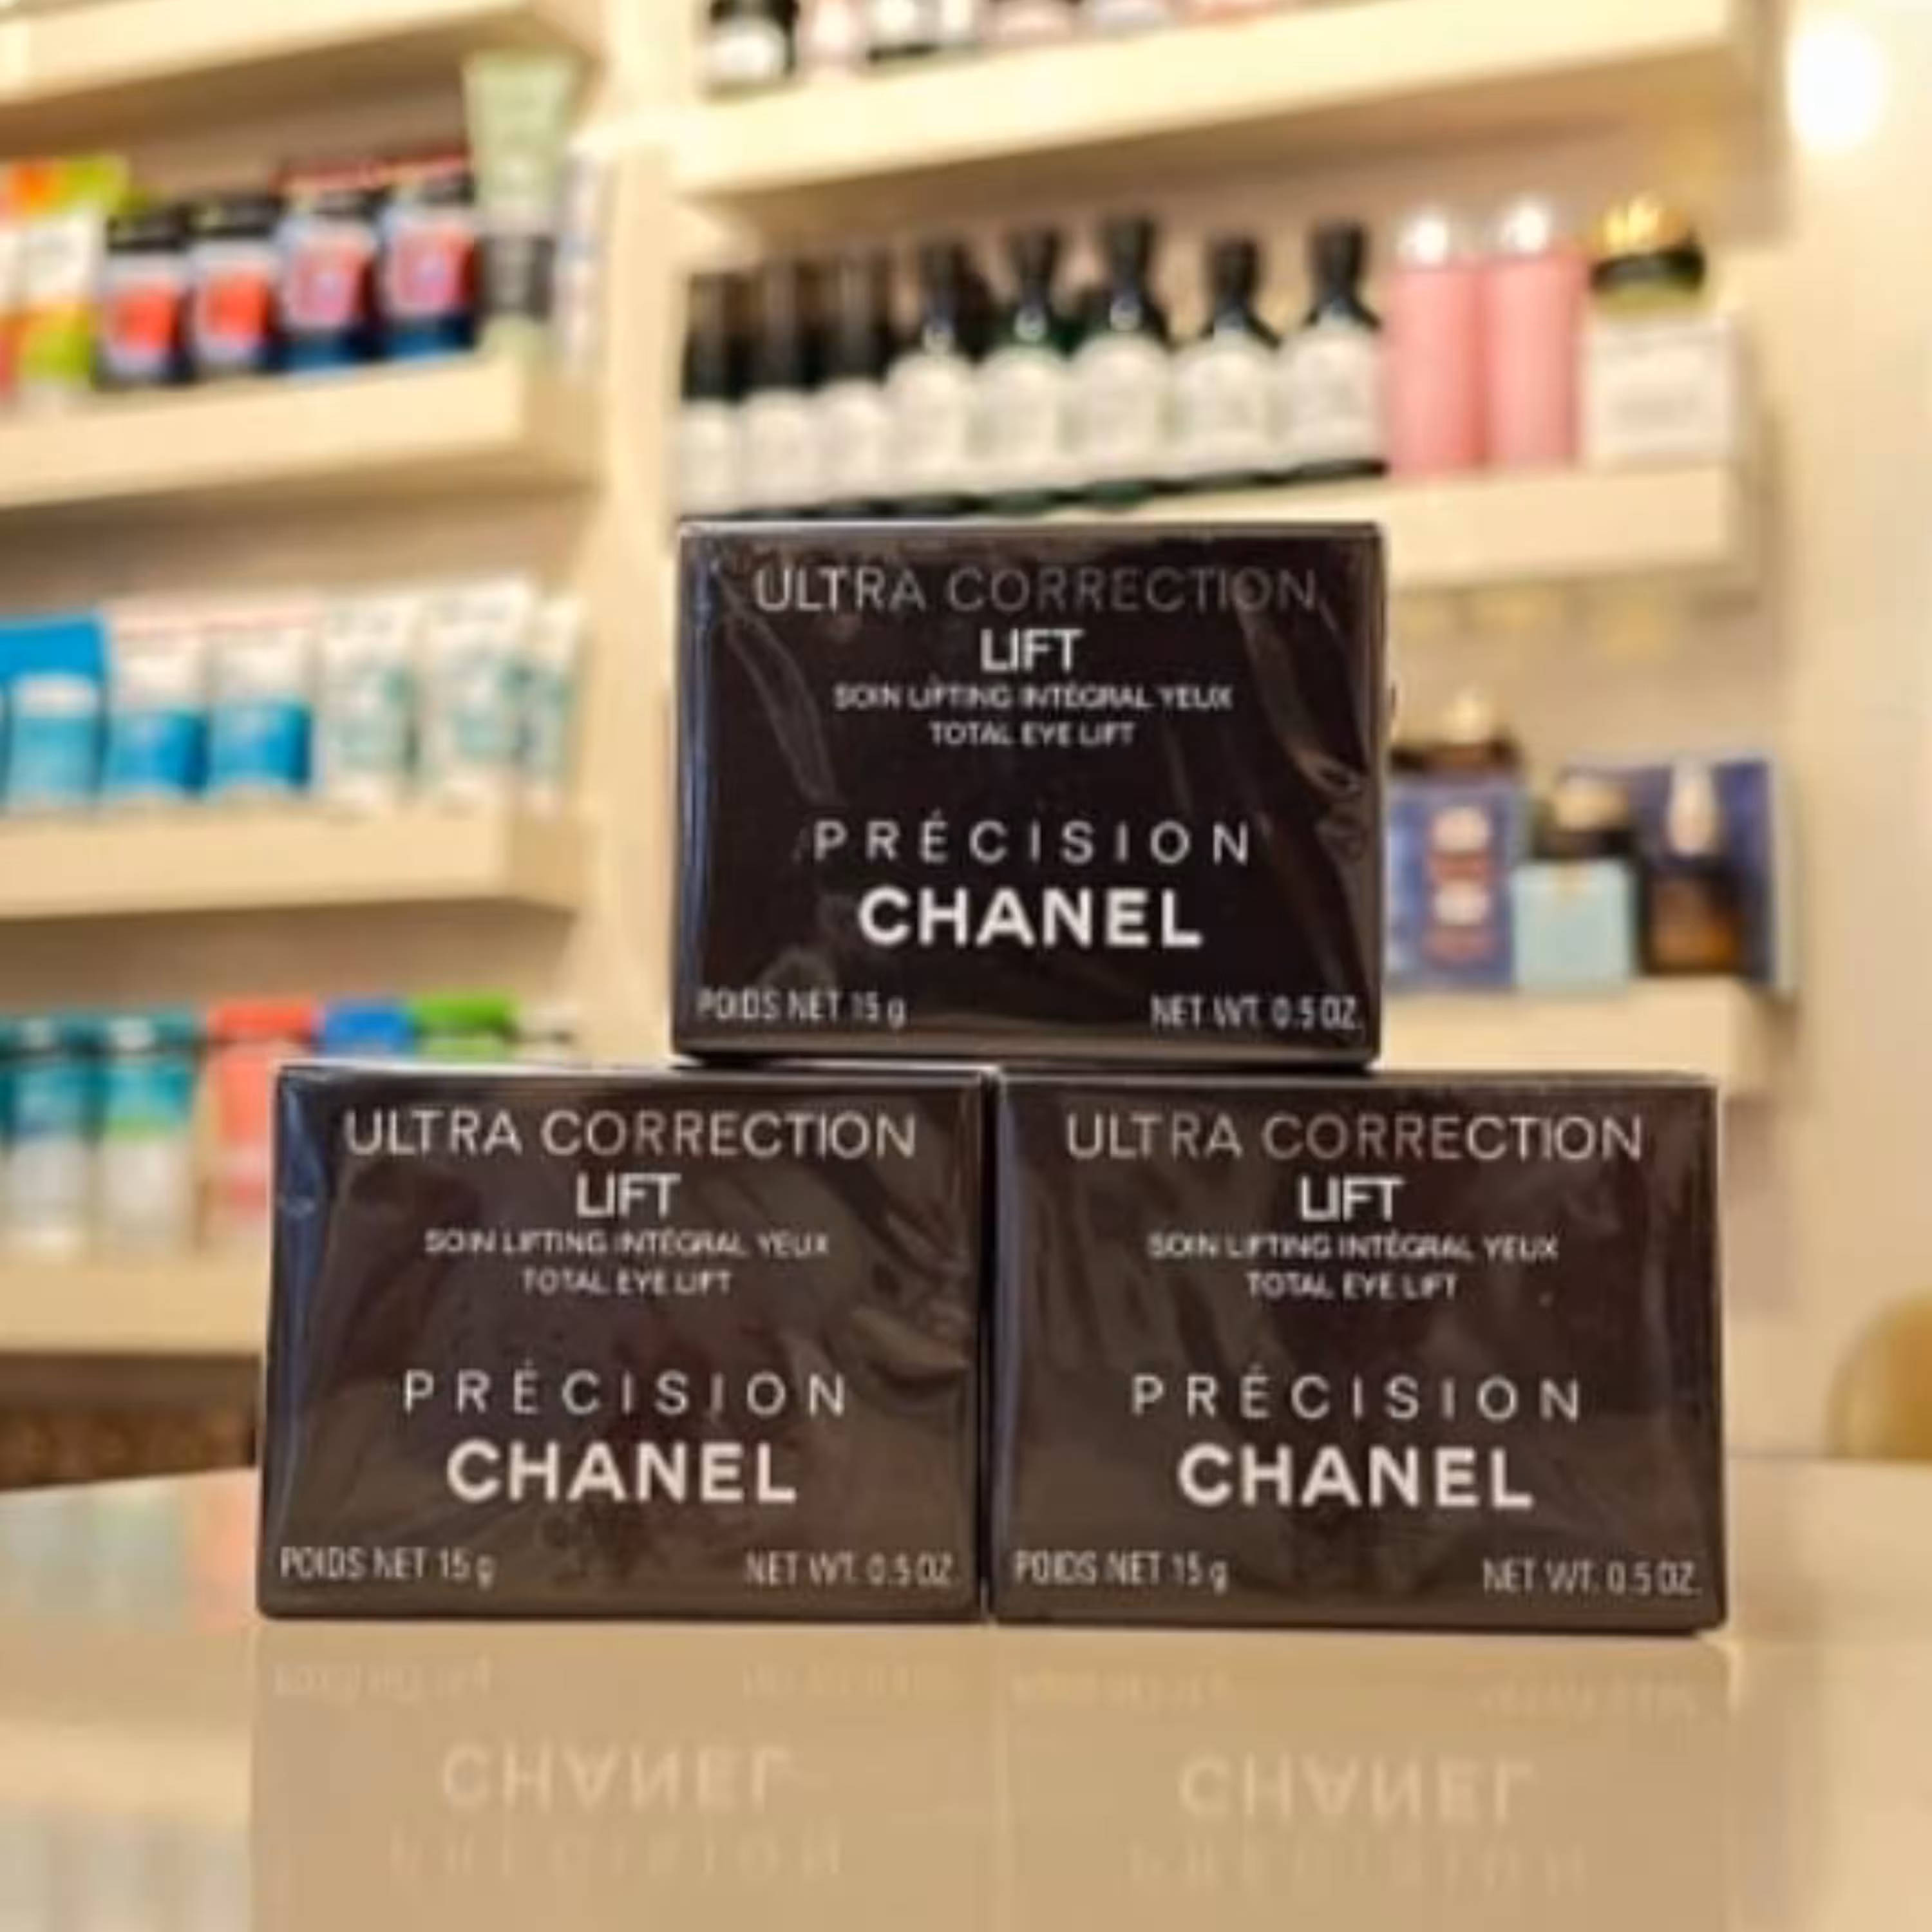 ULTRA CORRECTION
LIFT
SOIN LIFTING INTÉGRAL YEUX
TOTAL EYE LIFT
PRÉCISION
CHANEL
POIDS NET 15 g NET WT. 0.5 OZ.
ULTRA CORRECTION
LIFT
SOIN LIFTING INTÉGRAL YEUX
TOTAL EYE LIFT
PRÉCISION
CHANEL
POIDS NET 15 g NET WT. 0.5 OZ.
ULTRA CORRECTION
LIFT
SOIN LIFTING INTÉGRAL YEUX
TOTAL EYE LIFT
PRÉCISION
CHANEL
POIDS NET 15 g NET WT. 0.5 OZ.